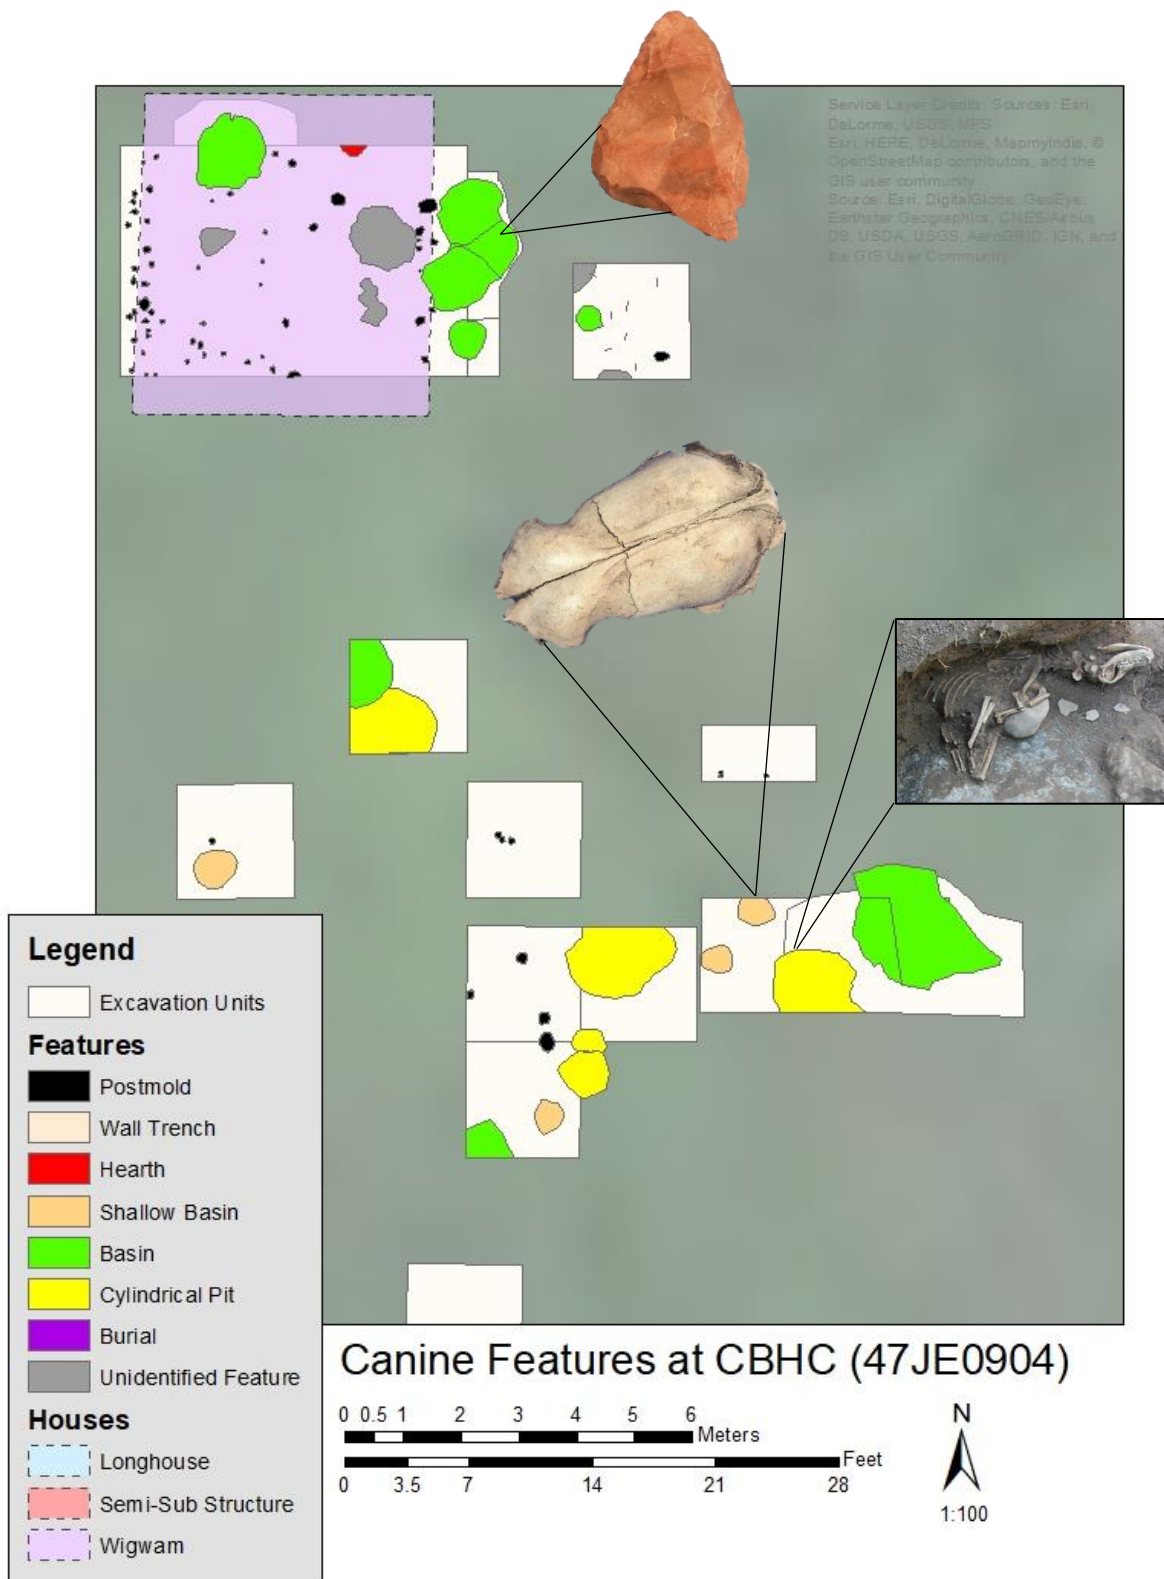 Service Layer Credits: Sources: Esri,
DeLorme, USGS, NPS
Esri, HERE, DeLorme, MapmyIndia, ©
OpenStreetMap contributors, and the
GIS user community
Source: Esri, DigitalGlobe, GeoEye,
Earthstar Geographics, CNES/Airbus
DS, USDA, USGS, AeroGRID, IGN, and
the GIS User Community
Legend
Excavation Units
Features
Postmold
Wall Trench
Hearth
Shallow Basin
Basin
Cylindrical Pit
Burial
Unidentified Feature
Houses
Longhouse
Semi-Sub Structure
Wigwam
Canine Features at CBHC (47JE0904)
0 0.5 1 2 3 4 5 6
Meters
Feet
0 3.5 7 14 21 28
N
1:100